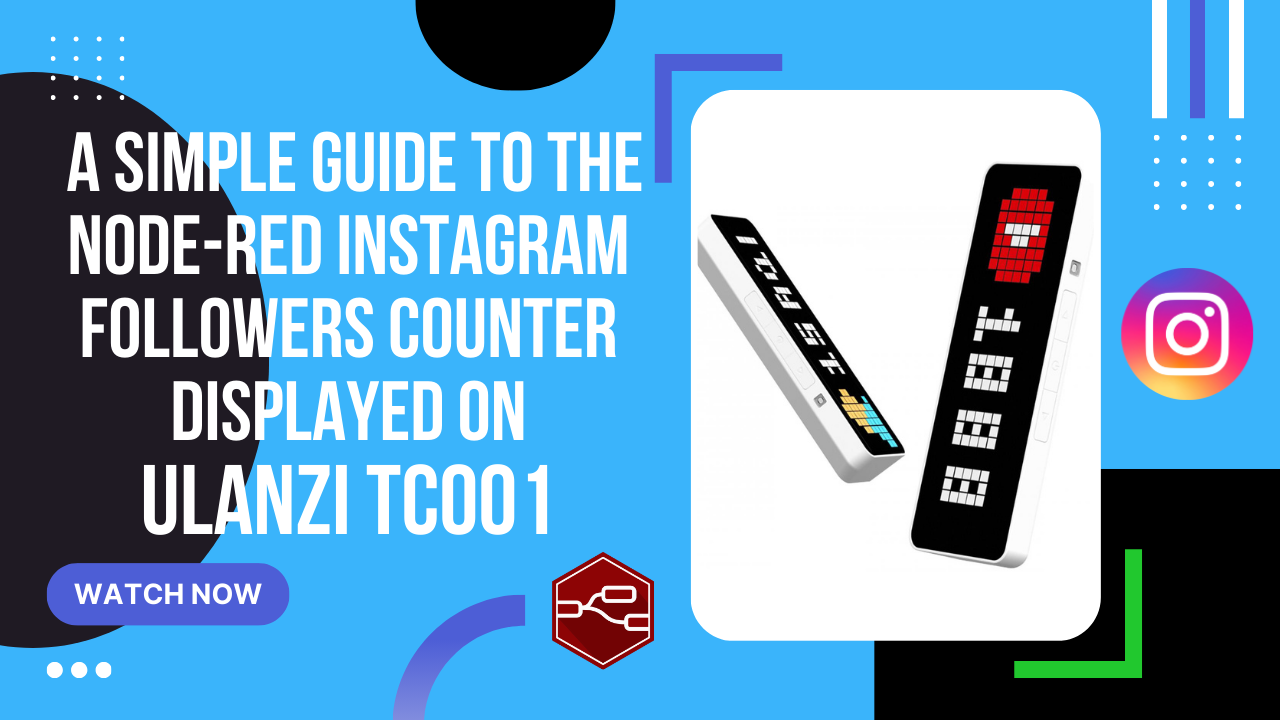 A SIMPLE GUIDE TO THE
NODE-RED INSTAGRAM
FOLLOWERS COUNTER
DISPLAYED ON
ULANZI TC001
WATCH NOW